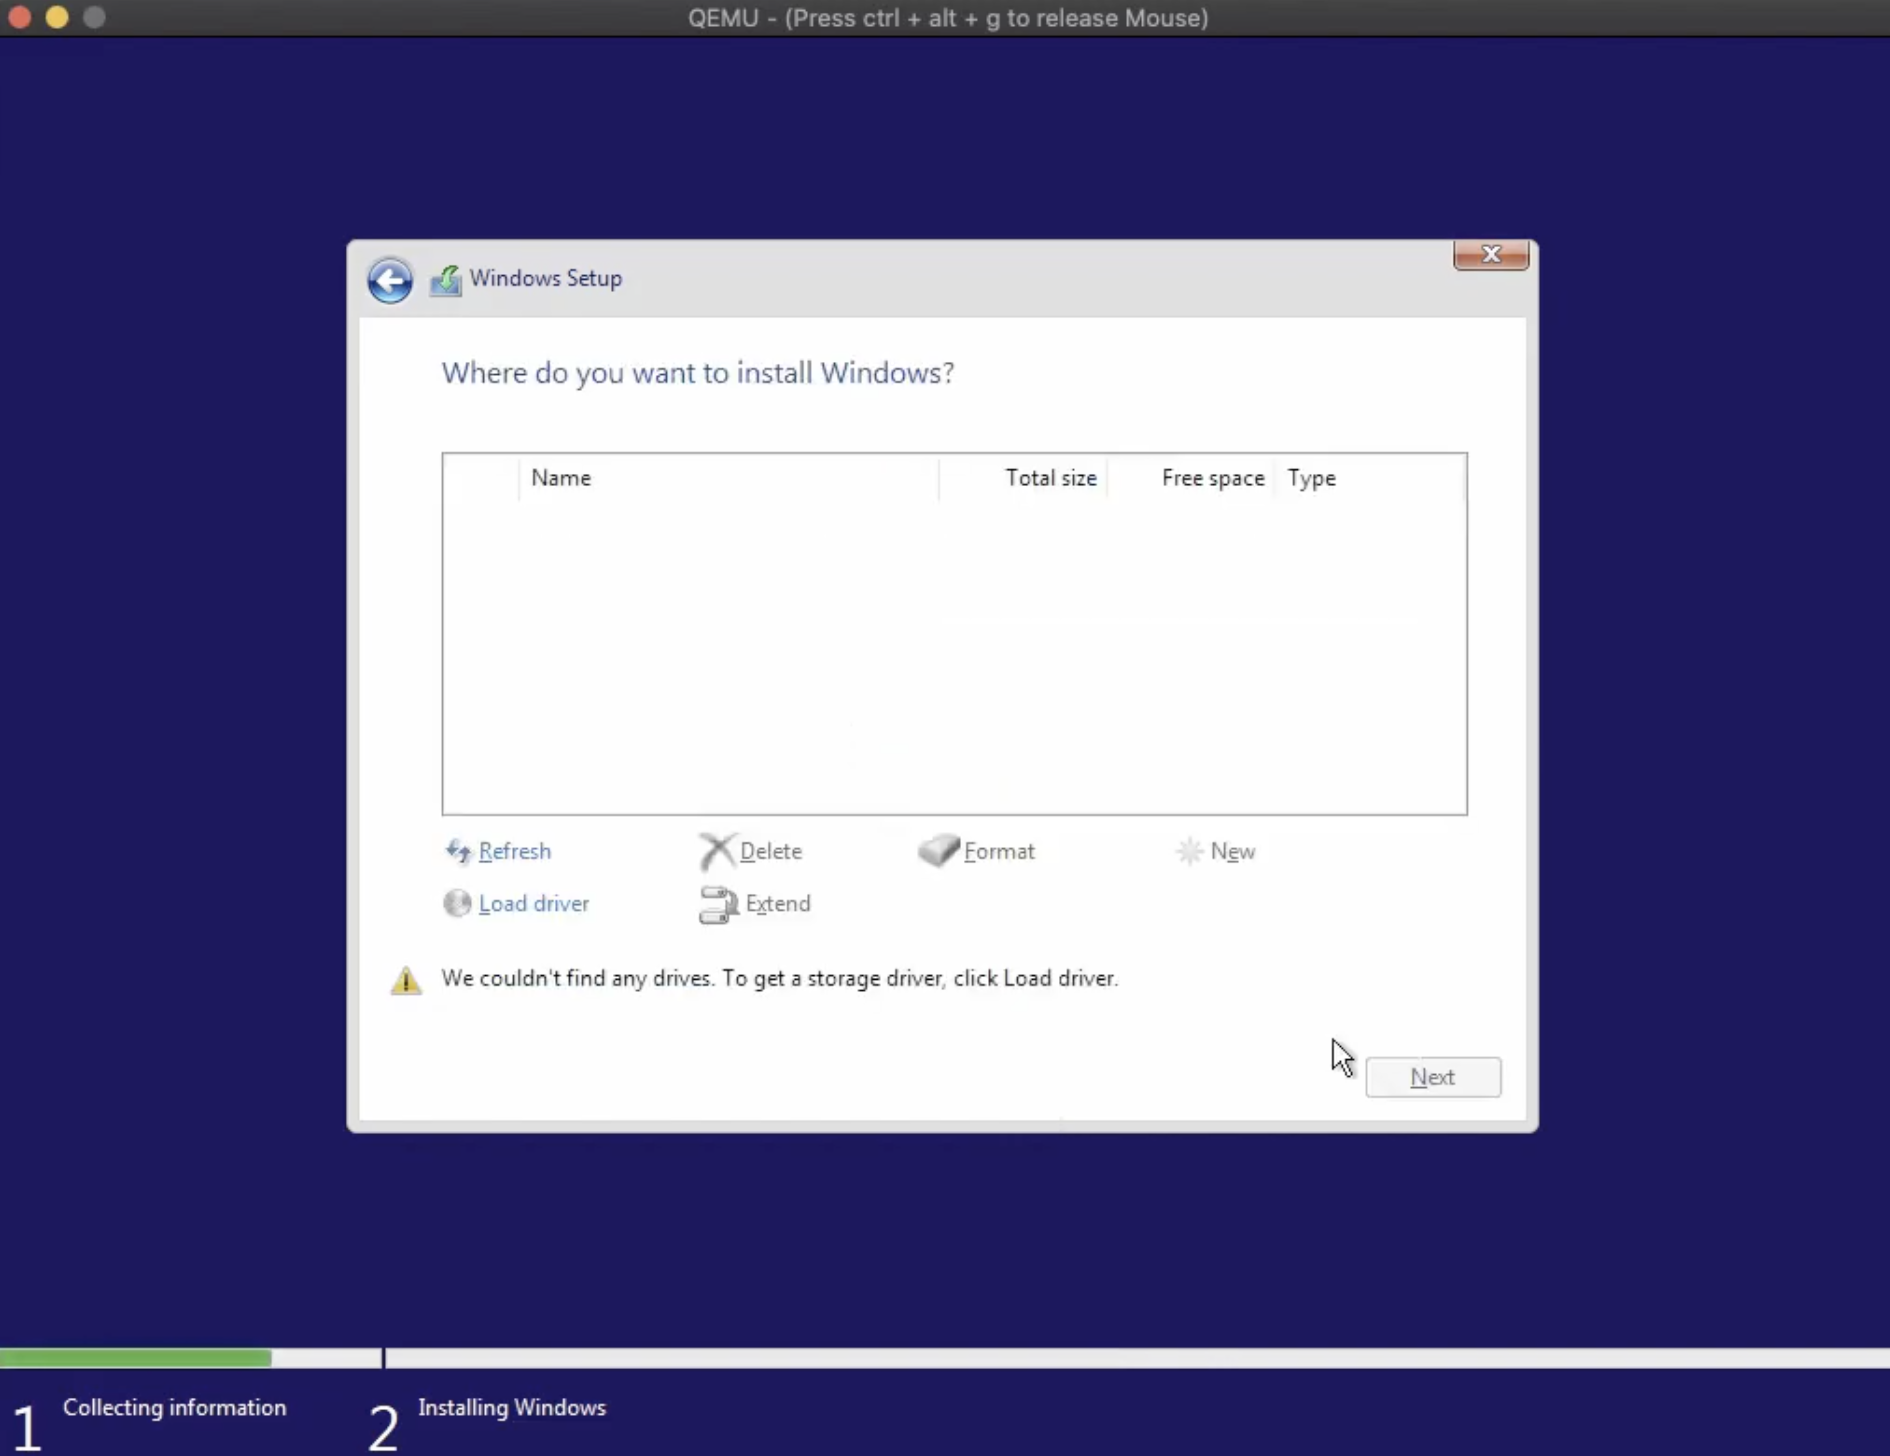 QEMU - (Press ctrl + alt + g to release Mouse)
Windows Setup
x
Where do you want to install Windows?
Name Total size Free space Type
Refresh Delete Format New
Load driver Extend
We couldn't find any drives. To get a storage driver, click Load driver.
Next
1 Collecting information 2 Installing Windows